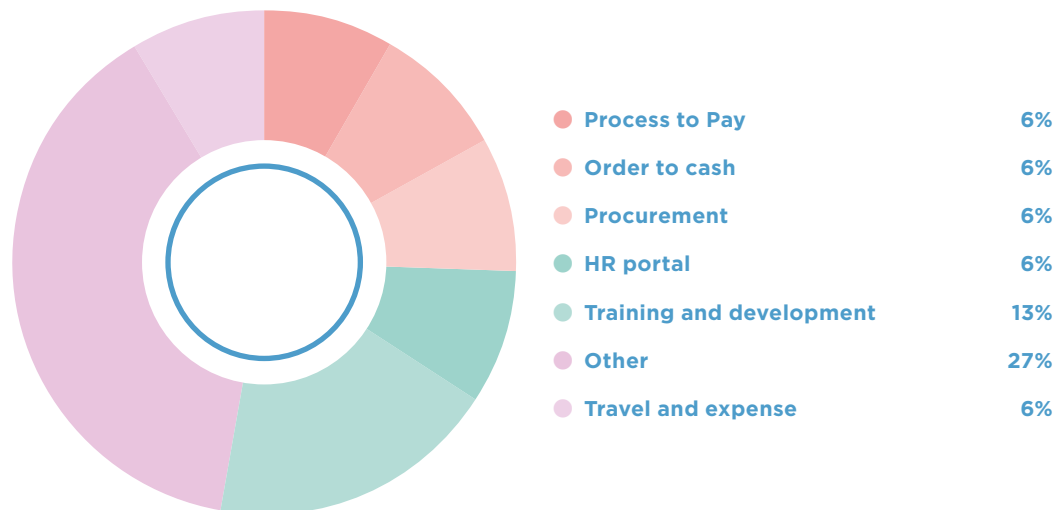 Process to Pay 6%
Order to cash 6%
Procurement 6%
HR portal 6%
Training and development 13%
Other 27%
Travel and expense 6%